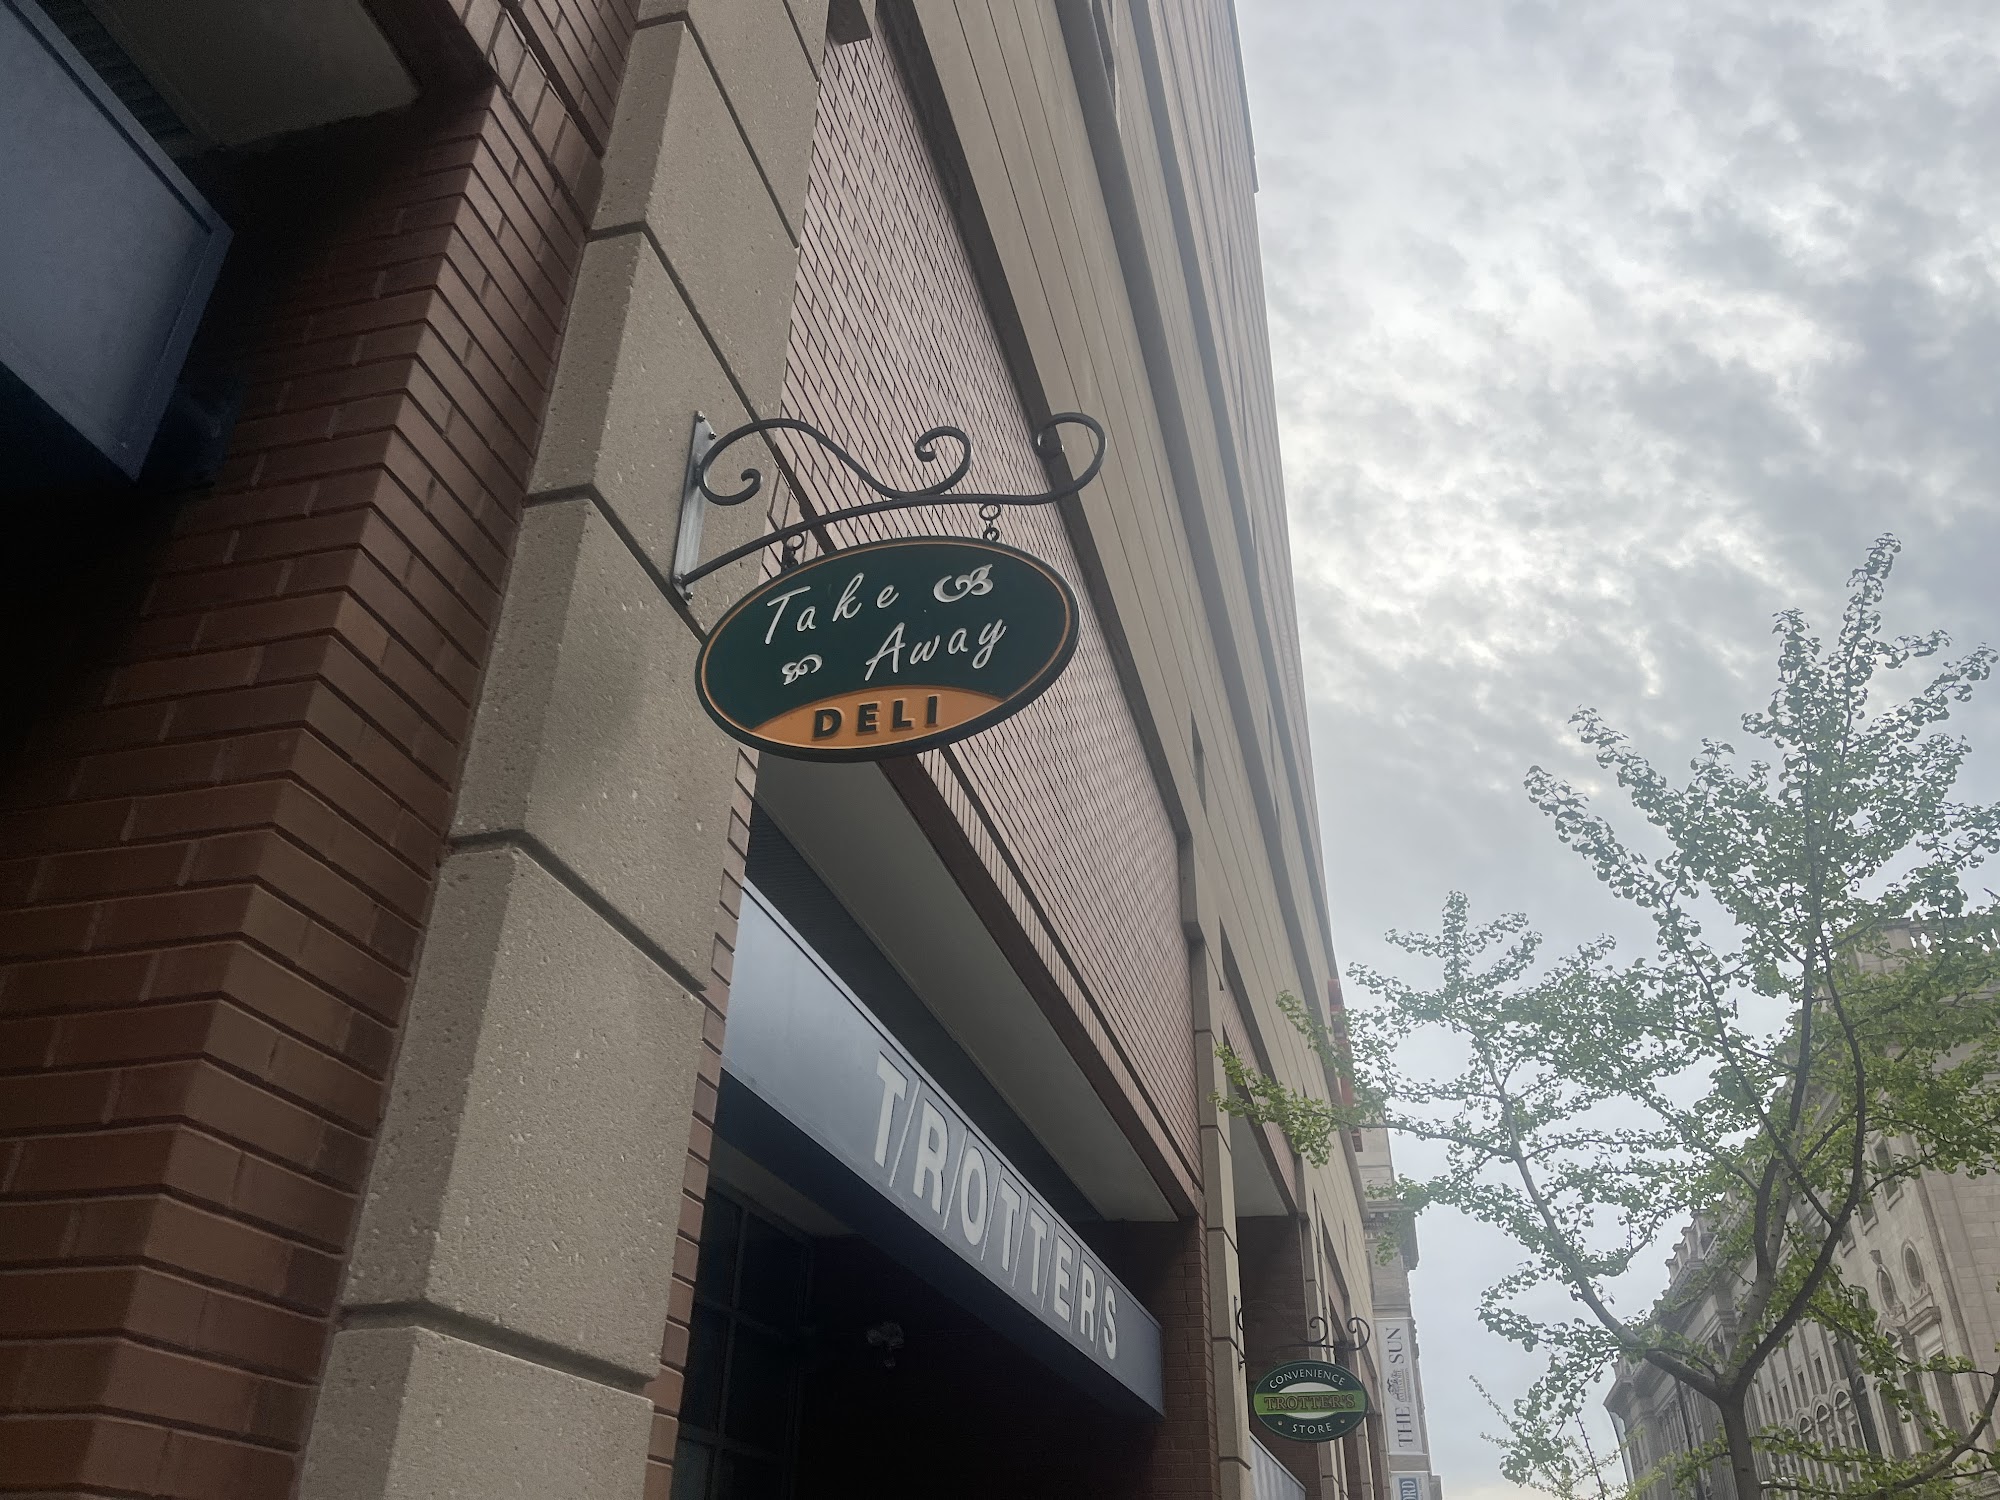 Take
Away
DELI
TROTTERS
CONVENIENCE
TROTTER'S
STORE
THE SUN